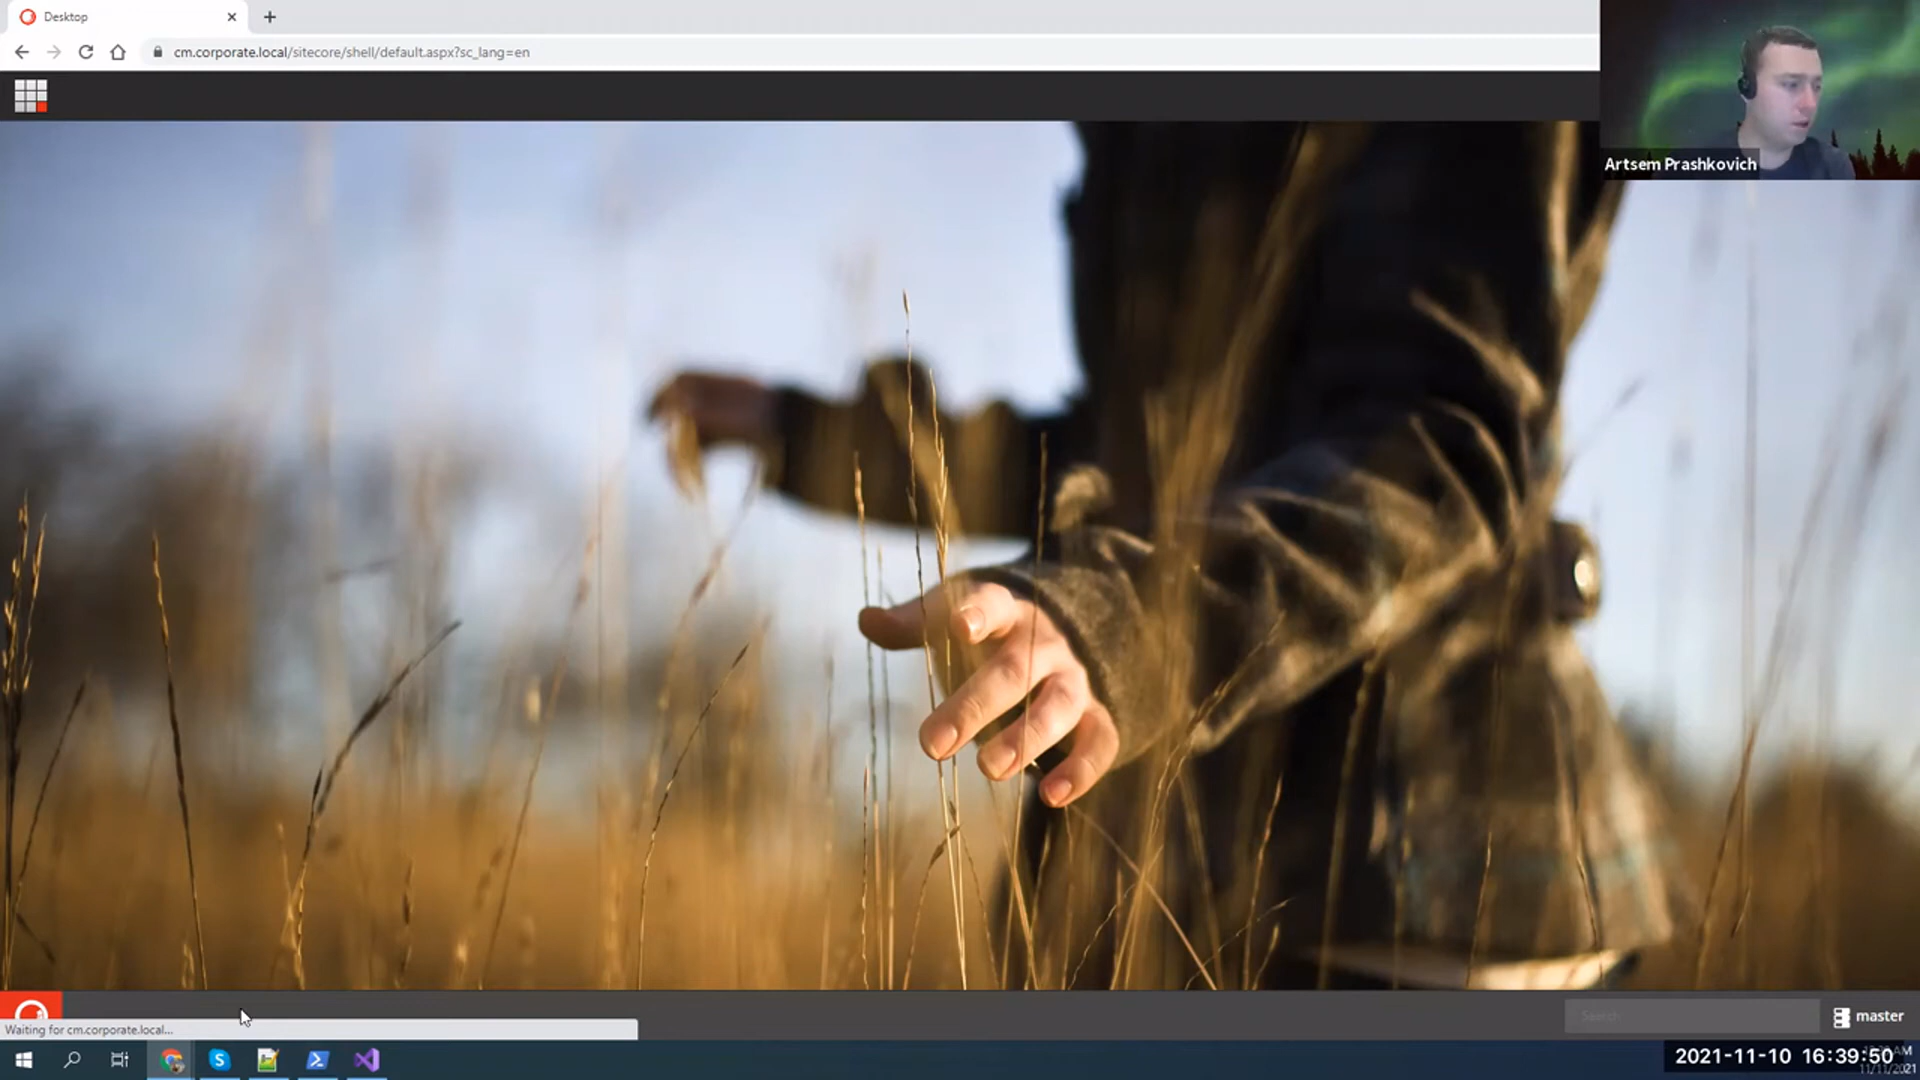 Desktop
cm.corporate.local/sitecore/shell/default.aspx?sc_lang=en
Artsem Prashkovich
Search
master
Waiting for cm.corporate.local...
2021-11-10 16:39:50